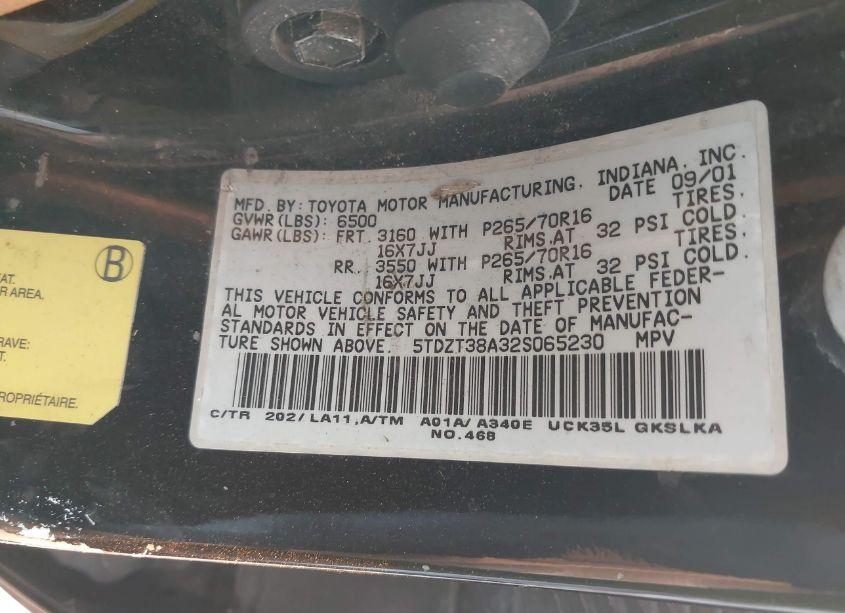 MFD. BY: TOYOTA MOTOR MANUFACTURING, INDIANA, INC.
GVWR(LBS): 6500 DATE 09/01
GAWR(LBS): FRT. 3160 WITH P265/70R16 TIRES,
16X7JJ RIMS,AT 32 PSI COLD.
RR. 3550 WITH P265/70R16 TIRES,
16X7JJ RIMS,AT 32 PSI COLD.
THIS VEHICLE CONFORMS TO ALL APPLICABLE FEDER-
AL MOTOR VEHICLE SAFETY AND THEFT PREVENTION
STANDARDS IN EFFECT ON THE DATE OF MANUFAC-
TURE SHOWN ABOVE. 5TDZT38A32S065230 MPV
C/TR 202/LA11,A/TM A01A/A340E UCK35L GKSLKA
NO.468
B
AT.
R AREA.
RAVE:
T.
PROPRIÉTAIRE.